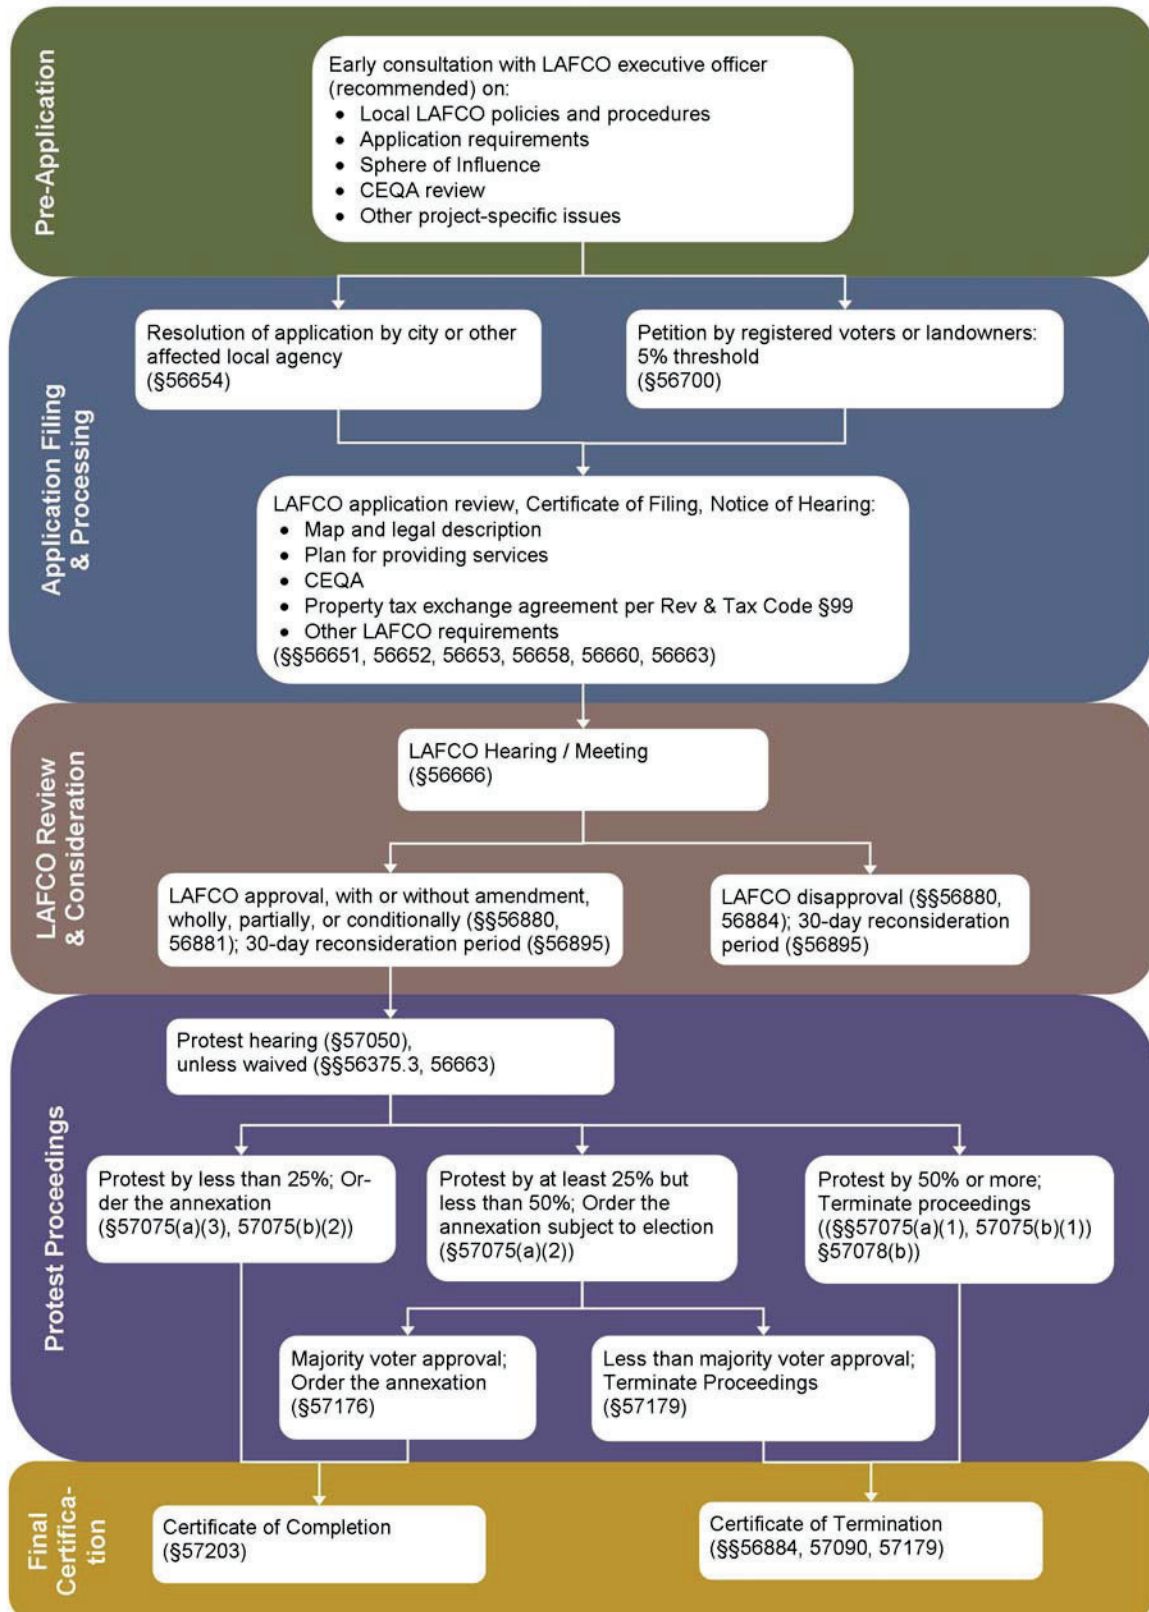 Pre-Application
Early consultation with LAFCO executive officer
(recommended) on:
• Local LAFCO policies and procedures
• Application requirements
• Sphere of Influence
• CEQA review
• Other project-specific issues
Application Filing
& Processing
Resolution of application by city or other
affected local agency
(§56654)
Petition by registered voters or landowners:
5% threshold
(§56700)
LAFCO application review, Certificate of Filing, Notice of Hearing:
• Map and legal description
• Plan for providing services
• CEQA
• Property tax exchange agreement per Rev & Tax Code §99
• Other LAFCO requirements
(§§56651, 56652, 56653, 56658, 56660, 56663)
LAFCO Review
& Consideration
LAFCO Hearing / Meeting
(§56666)
LAFCO approval, with or without amendment,
wholly, partially, or conditionally (§§56880,
56881); 30-day reconsideration period (§56895)
LAFCO disapproval (§§56880,
56884); 30-day reconsideration
period (§56895)
Protest Proceedings
Protest hearing (§57050),
unless waived (§§56375.3, 56663)
Protest by less than 25%; Or-
der the annexation
(§57075(a)(3), 57075(b)(2))
Protest by at least 25% but
less than 50%; Order the
annexation subject to election
(§57075(a)(2))
Protest by 50% or more;
Terminate proceedings
((§§57075(a)(1), 57075(b)(1))
§57078(b))
Majority voter approval;
Order the annexation
(§57176)
Less than majority voter approval;
Terminate Proceedings
(§57179)
Final
Certifica-
tion
Certificate of Completion
(§57203)
Certificate of Termination
(§§56884, 57090, 57179)